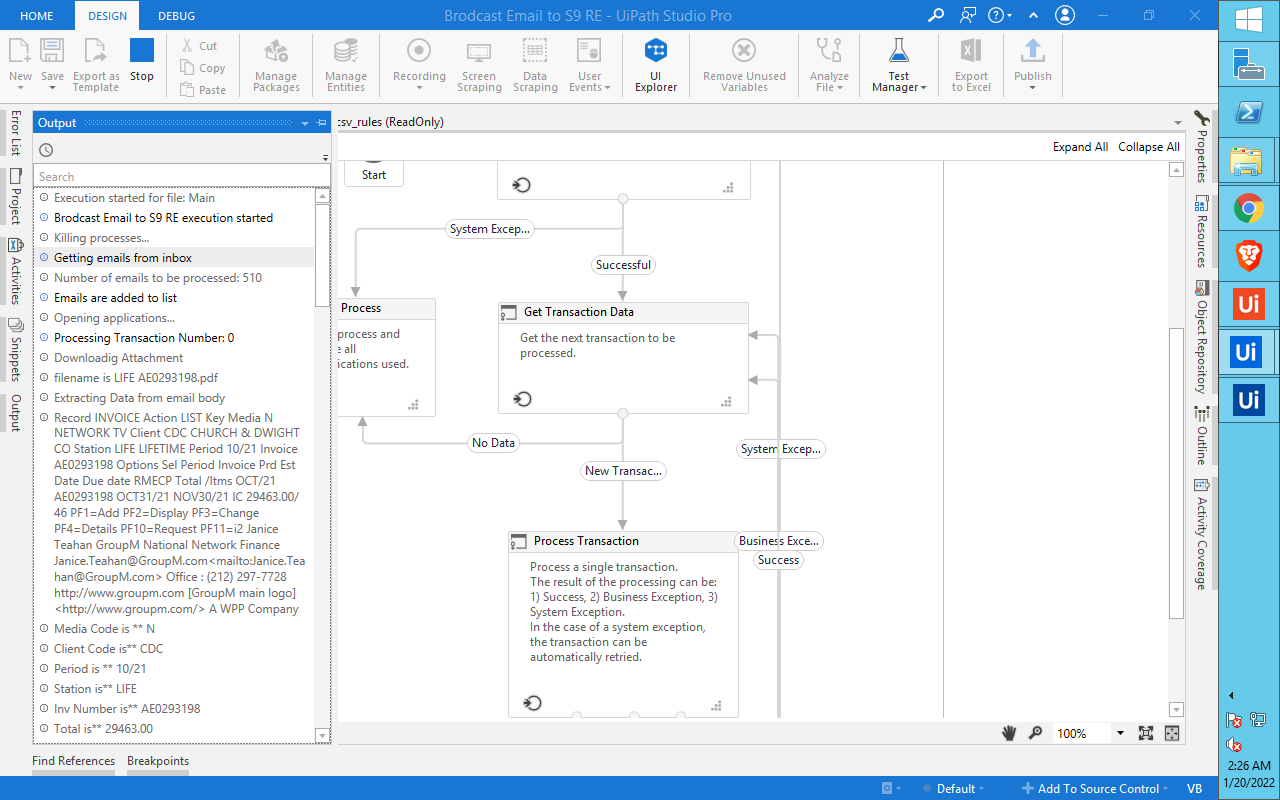 HOME
DESIGN
DEBUG
Brodcast Email to S9 RE - UiPath Studio Pro
New
Save
Export as
Template
Stop
Cut
Copy
Paste
Manage
Packages
Manage
Entities
Recording
Screen
Scraping
Data
Scraping
User
Events
UI
Explorer
Remove Unused
Variables
Analyze
File
Test
Manager
Export
to Excel
Publish
Error List
Project
Activities
Snippets
Output
Output
Search
Execution started for file: Main
Brodcast Email to S9 RE execution started
Killing processes...
Getting emails from inbox
Number of emails to be processed: 510
Emails are added to list
Opening applications...
Processing Transaction Number: 0
Downloadig Attachment
filename is LIFE AE0293198.pdf
Extracting Data from email body
Record INVOICE Action LIST Key Media N
NETWORK TV Client CDC CHURCH & DWIGHT
CO Station LIFE LIFETIME Period 10/21 Invoice
AE0293198 Options Sel Period Invoice Prd Est
Date Due date RMECP Total /Itms OCT/21
AE0293198 OCT31/21 NOV30/21 IC 29463.00/
46 PF1=Add PF2=Display PF3=Change
PF4=Details PF10=Request PF11=i2 Janice
Teahan GroupM National Network Finance
Janice.Teahan@GroupM.com<mailto:Janice.Tea
han@GroupM.com> Office : (212) 297-7728
http://www.groupm.com [GroupM main logo]
<http://www.groupm.com/> A WPP Company
Media Code is ** N
Client Code is** CDC
Period is ** 10/21
Station is** LIFE
Inv Number is** AE0293198
Total is** 29463.00
Find References
Breakpoints
csv_rules (ReadOnly)
Expand All
Collapse All
Start
System Excep...
Successful
Process
process and
e all
ications used.
Get Transaction Data
Get the next transaction to be
processed.
No Data
New Transac...
System Excep...
Process Transaction
Process a single transaction.
The result of the processing can be:
1) Success, 2) Business Exception, 3)
System Exception.
In the case of a system exception,
the transaction can be
automatically retried.
Business Exce...
Success
100%
Properties
Resources
Object Repository
Outline
Activity Coverage
Default
Add To Source Control
VB
Ui
Ui
Ui
2:26 AM
1/20/2022